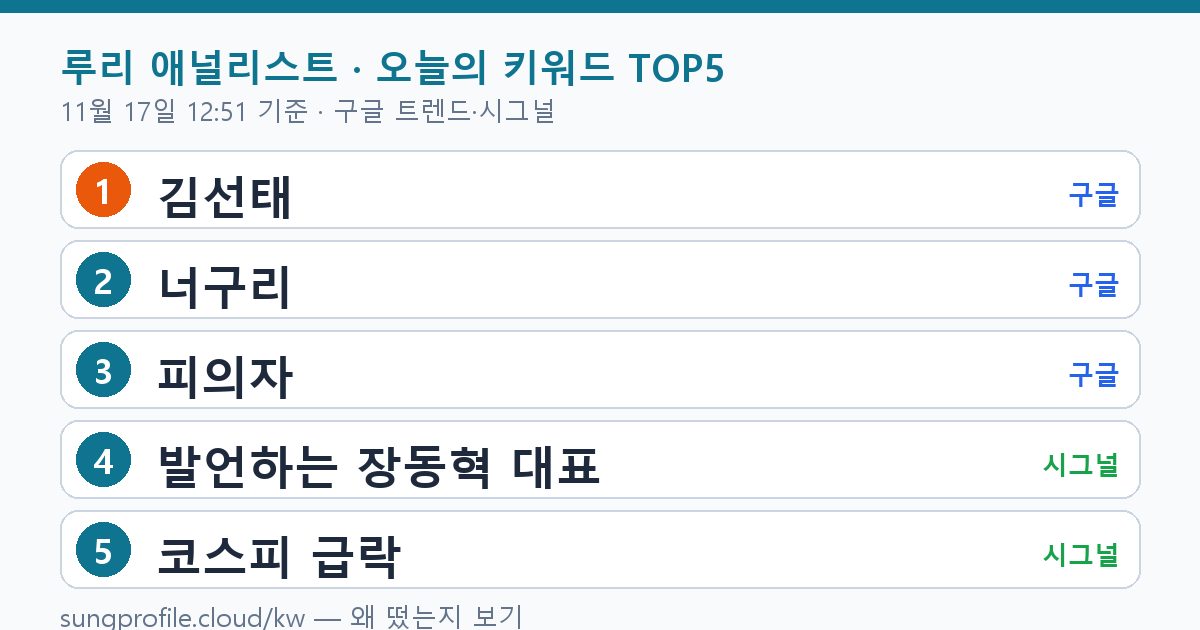 루리 애널리스트 · 오늘의 키워드 TOP5
11월 17일 12:51 기준 · 구글 트렌드·시그널
1 김선태 구글
2 너구리 구글
3 피의자 구글
4 발언하는 장동혁 대표 시그널
5 코스피 급락 시그널
sungprofile.cloud/kw — 왜 떴는지 보기